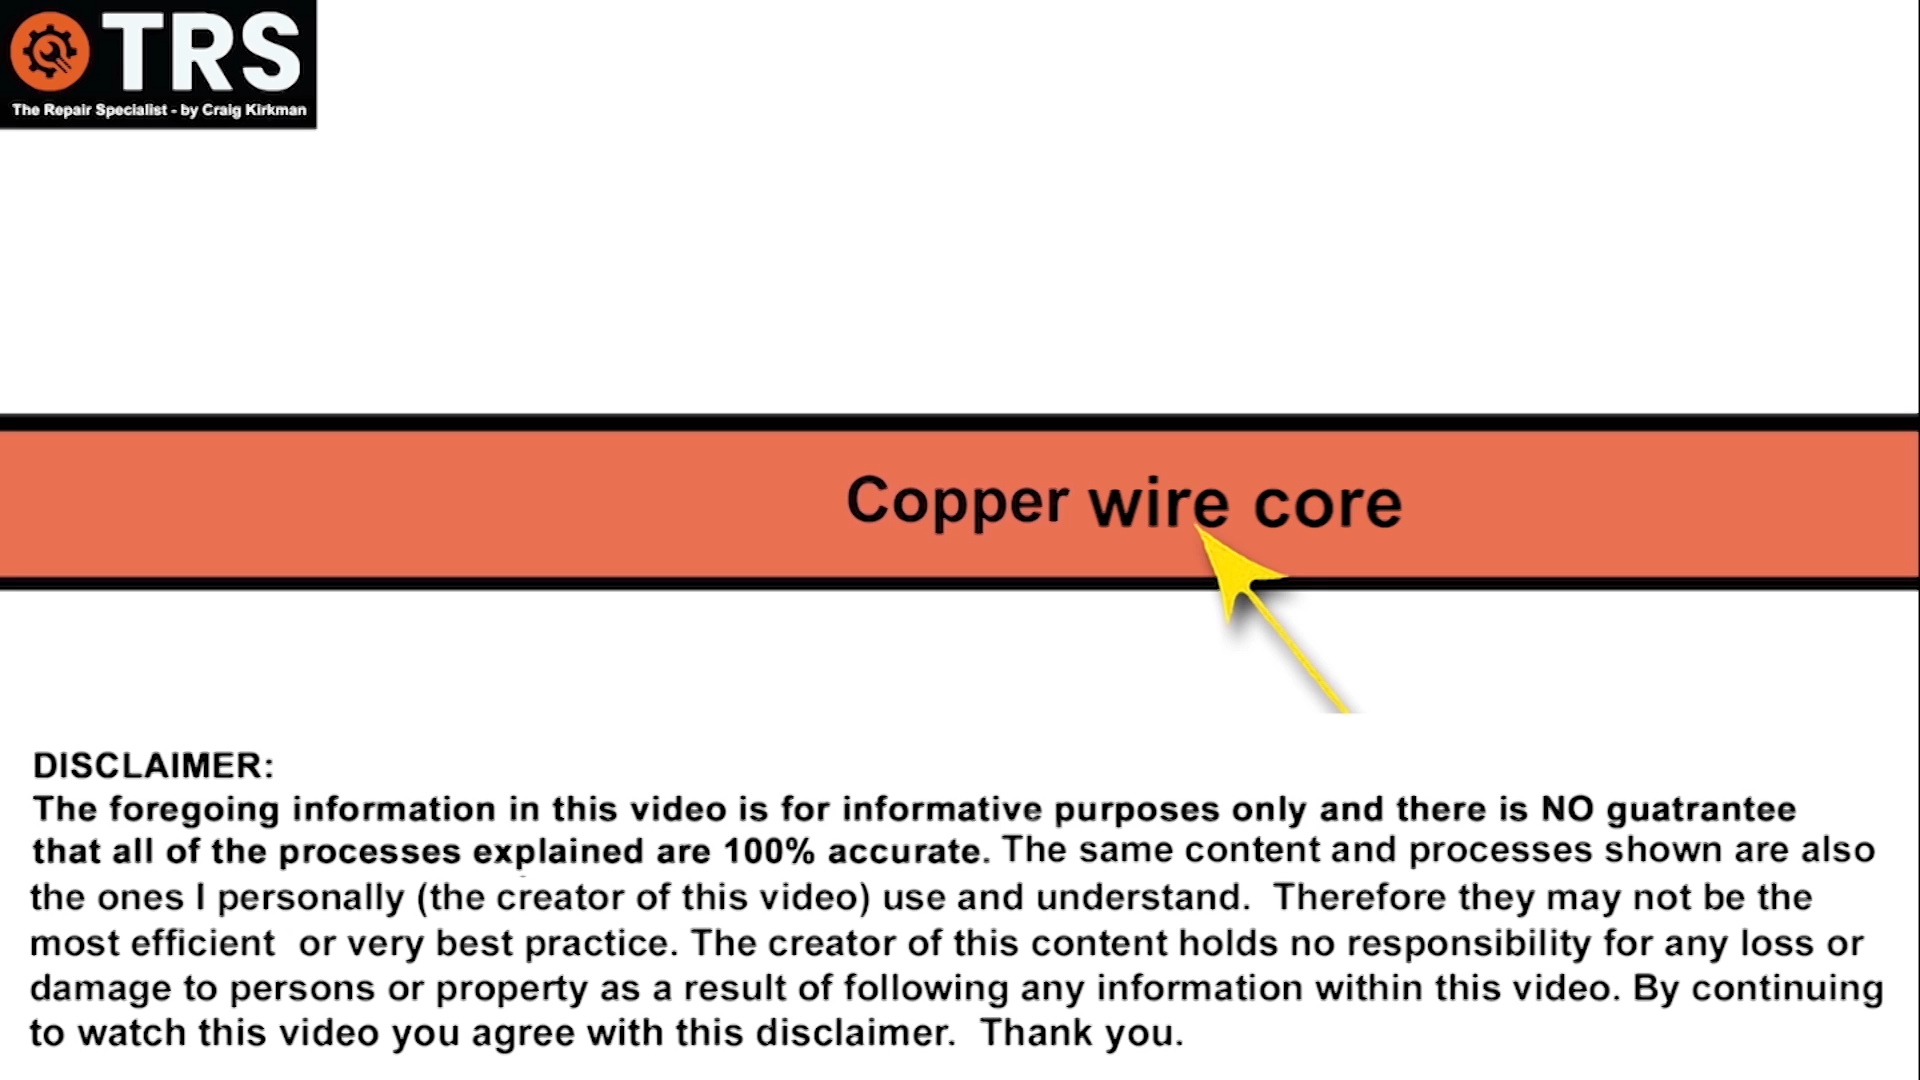 TRS
The Repair Specialist - by Craig Kirkman
Copper wire core
DISCLAIMER:
The foregoing information in this video is for informative purposes only and there is NO guatrantee
that all of the processes explained are 100% accurate. The same content and processes shown are also
the ones I personally (the creator of this video) use and understand. Therefore they may not be the
most efficient or very best practice. The creator of this content holds no responsibility for any loss or
damage to persons or property as a result of following any information within this video. By continuing
to watch this video you agree with this disclaimer. Thank you.